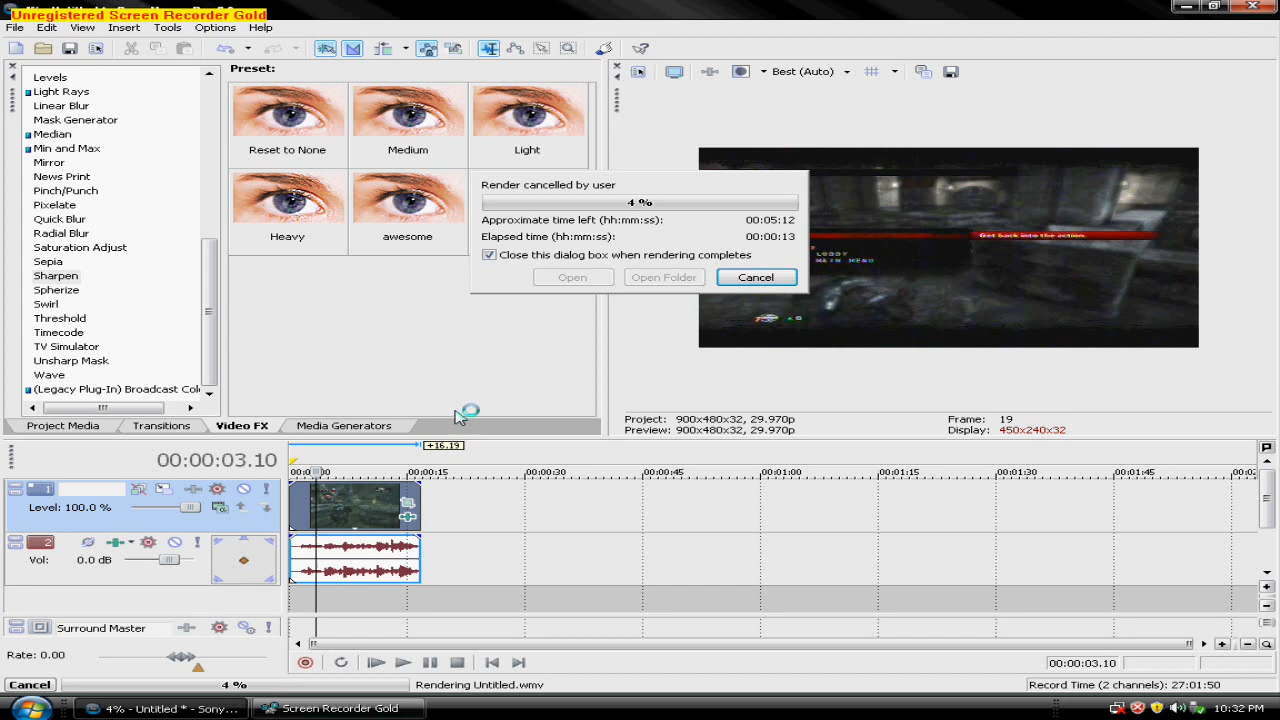 Unregistered Screen Recorder Gold
File Edit View Insert Tools Options Help
Levels
Light Rays
Linear Blur
Mask Generator
Median
Min and Max
Mirror
News Print
Pinch/Punch
Pixelate
Quick Blur
Radial Blur
Saturation Adjust
Sepia
Sharpen
Spherize
Swirl
Threshold
Timecode
TV Simulator
Unsharp Mask
Wave
(Legacy Plug-In) Broadcast Col
Preset:
Reset to None Medium Light
Heavy awesome
Render cancelled by user
4 %
Approximate time left (hh:mm:ss): 00:05:12
Elapsed time (hh:mm:ss): 00:00:13
Close this dialog box when rendering completes
Open Open Folder Cancel
Best (Auto)
Get back into the action.
LOBBY
MAIN MENU
Project: 900x480x32, 29.970p Frame: 19
Preview: 900x480x32, 29.970p Display: 450x240x32
Project Media Transitions Video FX Media Generators
00:00:03.10
+16.19
00:00:15 00:00:30 00:00:45 00:01:00 00:01:15 00:01:30 00:01:45
1
Level: 100.0 %
2
Vol: 0.0 dB
Surround Master
Rate: 0.00
00:00:03.10
Cancel 4 % Rendering Untitled.wmv Record Time (2 channels): 27:01:50
4% - Untitled * - Sony... Screen Recorder Gold 10:32 PM